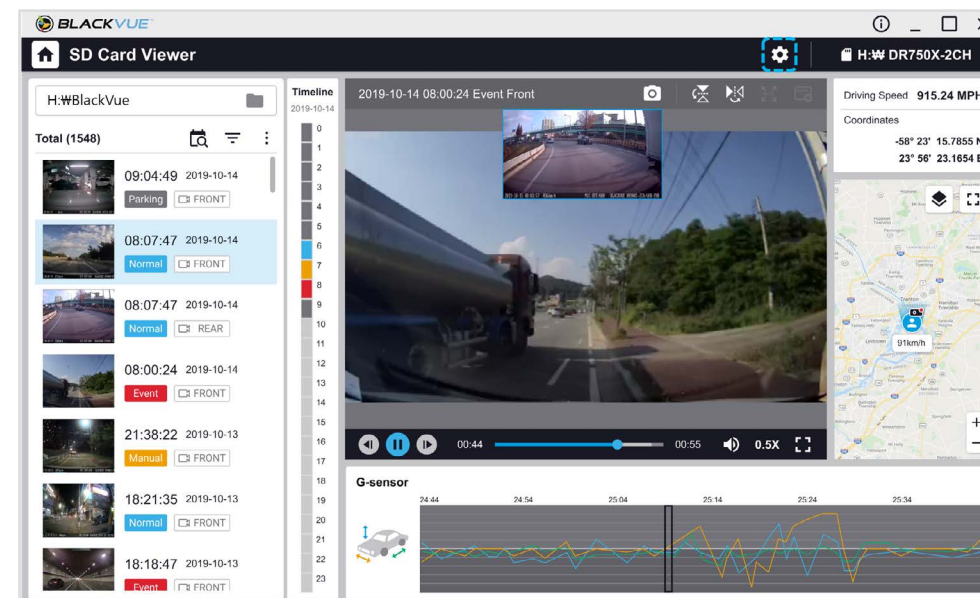 BLACKVUE
SD Card Viewer
H:₩ DR750X-2CH
H:₩BlackVue
Total (1548)
09:04:49 2019-10-14
Parking FRONT
08:07:47 2019-10-14
Normal FRONT
08:07:47 2019-10-14
Normal REAR
08:00:24 2019-10-14
Event FRONT
21:38:22 2019-10-13
Manual FRONT
18:21:35 2019-10-13
Normal FRONT
18:18:47 2019-10-13
Event FRONT
Timeline
2019-10-14
0
1
2
3
4
5
6
7
8
9
10
11
12
13
14
15
16
17
18
19
20
21
22
23
2019-10-14 08:00:24 Event Front
00:44 00:55 0.5X
Driving Speed 915.24 MPH
Coordinates
-58° 23' 15.7855 N
23° 56' 23.1654 E
Trenton
91km/h
G-sensor
24:44 24:54 25:04 25:14 25:24 25:34